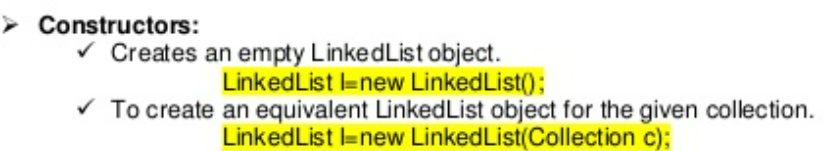 ➢ Constructors:
✓ Creates an empty LinkedList object.
LinkedList l=new LinkedList();
✓ To create an equivalent LinkedList object for the given collection.
LinkedList l=new LinkedList(Collection c);